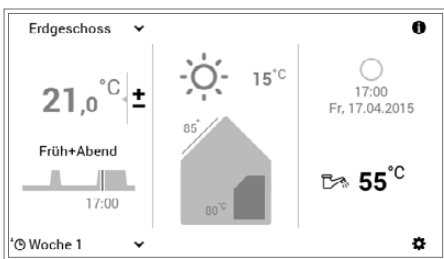 Erdgeschoss
21,0 °C ±
Früh+Abend
17:00
Woche 1
15°C
85°
80 °C
17:00
Fr, 17.04.2015
55°C